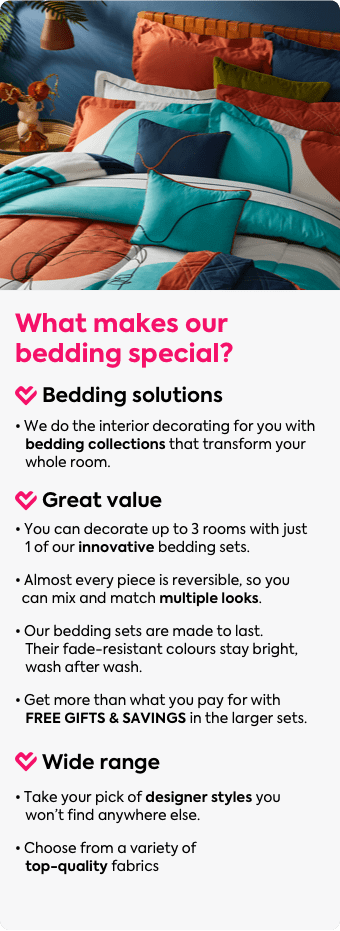 What makes our
bedding special?
Bedding solutions
• We do the interior decorating for you with
bedding collections that transform your
whole room.
Great value
• You can decorate up to 3 rooms with just
1 of our innovative bedding sets.
• Almost every piece is reversible, so you
can mix and match multiple looks.
• Our bedding sets are made to last.
Their fade-resistant colours stay bright,
wash after wash.
• Get more than what you pay for with
FREE GIFTS & SAVINGS in the larger sets.
Wide range
• Take your pick of designer styles you
won’t find anywhere else.
• Choose from a variety of
top-quality fabrics